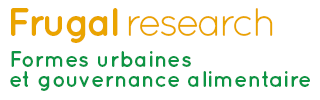 Frugal research
Formes urbaines
et gouvernance alimentaire